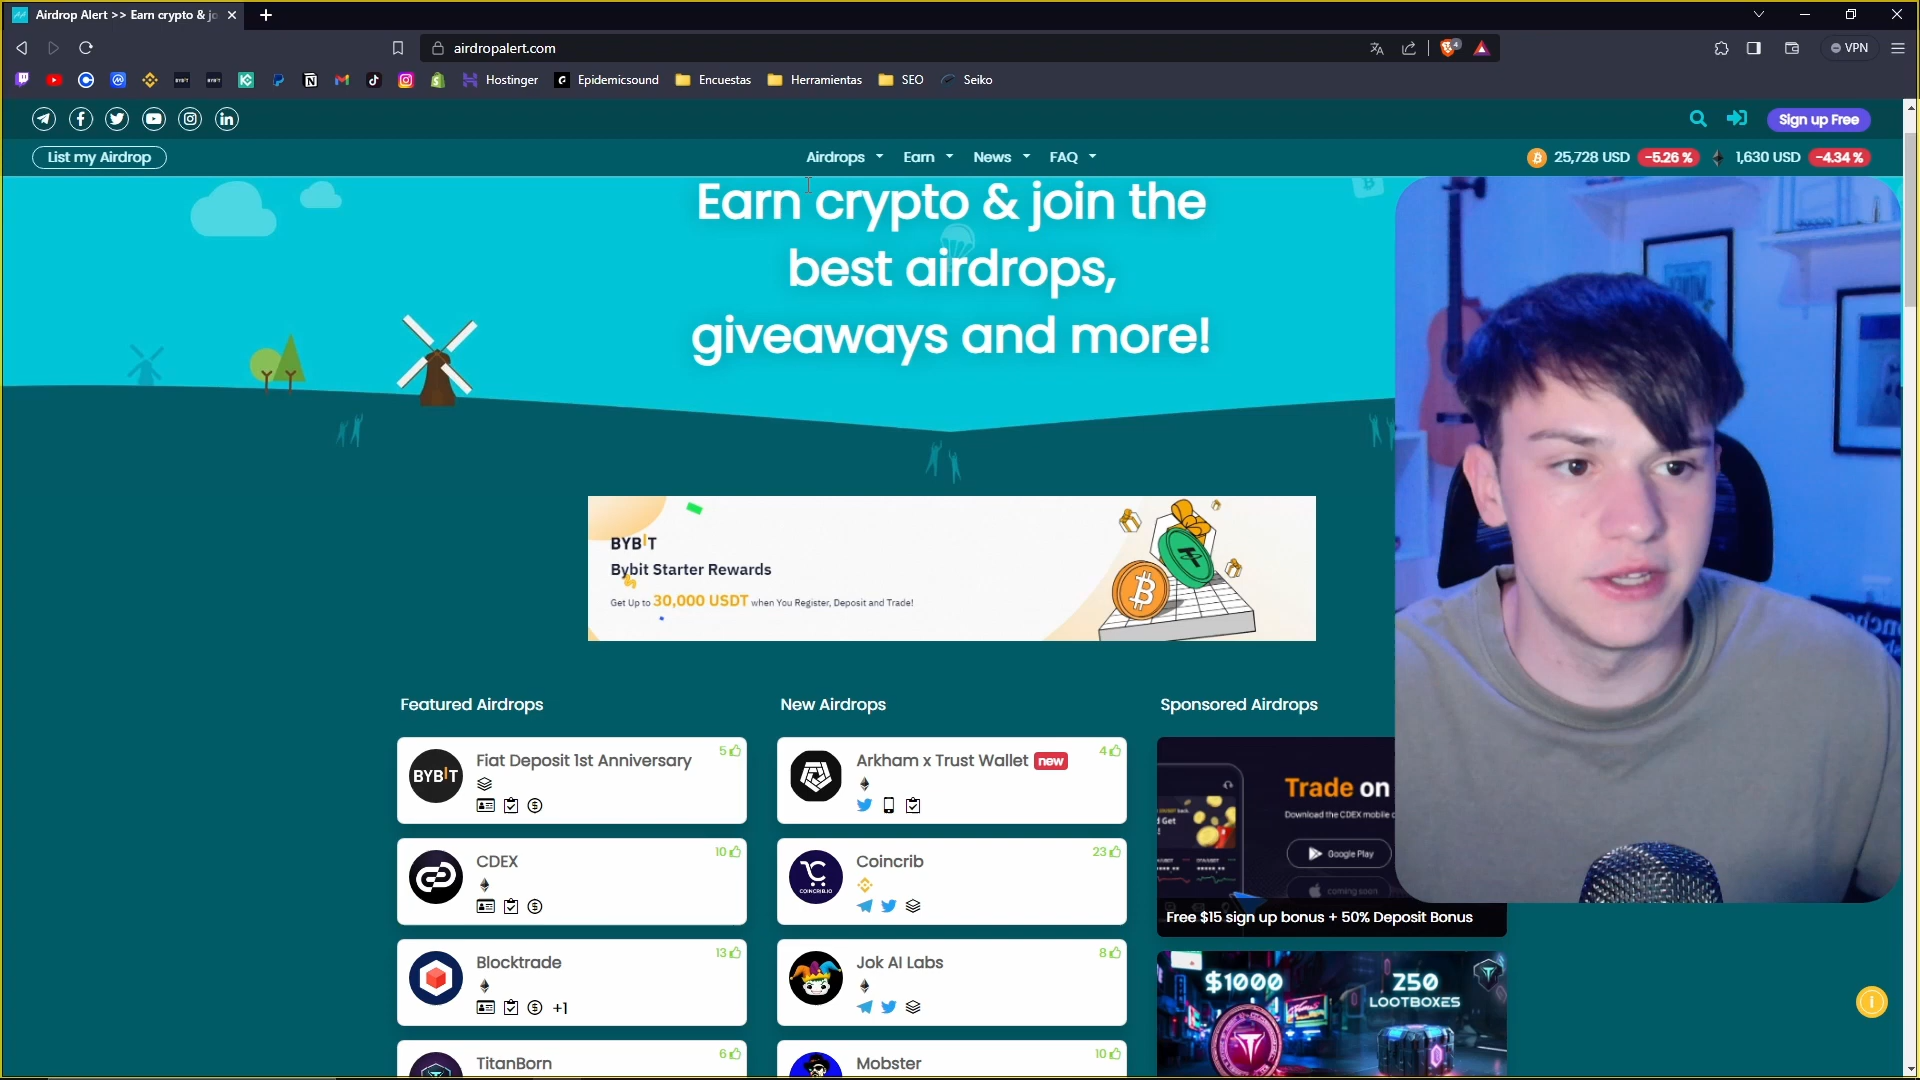 Airdrop Alert >> Earn crypto & jo
airdropalert.com
4
VPN
Hostinger
Epidemicsound
Encuestas
Herramientas
SEO
Seiko
List my Airdrop
Airdrops
Earn
News
FAQ
Sign up Free
25,728 USD
-5.26 %
1,630 USD
-4.34 %
Earn crypto & join the
best airdrops,
giveaways and more!
BYBIT
Bybit Starter Rewards
Get Up to 30,000 USDT when You Register, Deposit and Trade!
Featured Airdrops
BYBIT
Fiat Deposit 1st Anniversary
5
CDEX
10
Blocktrade
13
+1
TitanBorn
6
New Airdrops
Arkham x Trust Wallet new
4
COINCRIB.IO
Coincrib
23
Jok AI Labs
8
Mobster
10
Sponsored Airdrops
Trade on
Download the CDEX mobile
Google Play
coming soon
Free $15 sign up bonus + 50% Deposit Bonus
$1000
250
LOOTBOXES